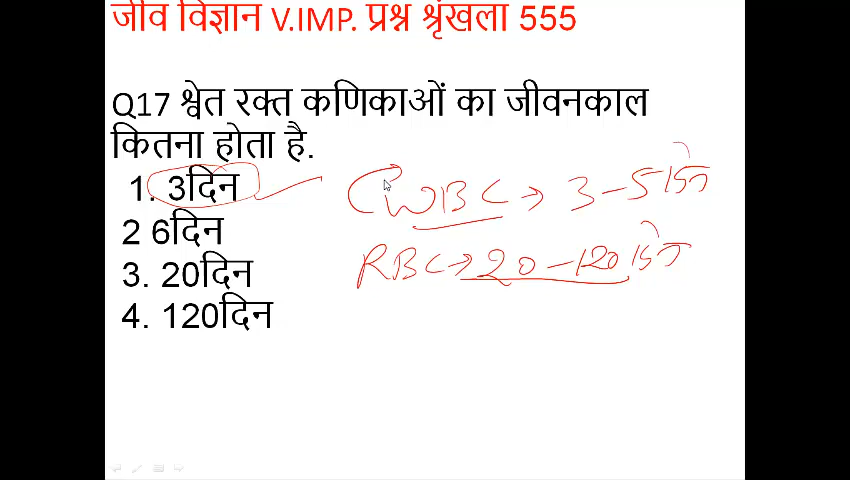 जीव विज्ञान V.IMP. प्रश्न श्रृंखला 555
Q17 श्वेत रक्त कणिकाओं का जीवनकाल
कितना होता है.
1. 3दिन
2 6दिन
3. 20दिन
4. 120दिन
WBC → 3-5 दिन
RBC → 20-120 दिन